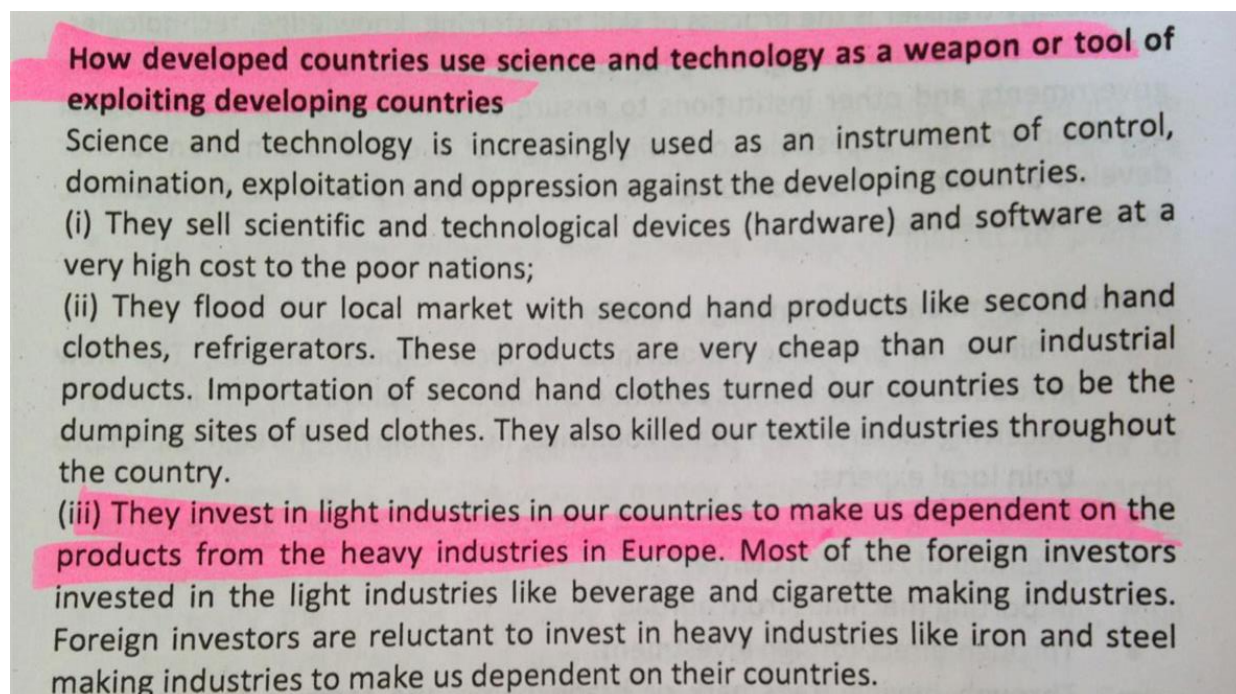 How developed countries use science and technology as a weapon or tool of
exploiting developing countries
Science and technology is increasingly used as an instrument of control,
domination, exploitation and oppression against the developing countries.
(i) They sell scientific and technological devices (hardware) and software at a
very high cost to the poor nations;
(ii) They flood our local market with second hand products like second hand
clothes, refrigerators. These products are very cheap than our industrial
products. Importation of second hand clothes turned our countries to be the
dumping sites of used clothes. They also killed our textile industries throughout
the country.
(iii) They invest in light industries in our countries to make us dependent on the
products from the heavy industries in Europe. Most of the foreign investors
invested in the light industries like beverage and cigarette making industries.
Foreign investors are reluctant to invest in heavy industries like iron and steel
making industries to make us dependent on their countries.